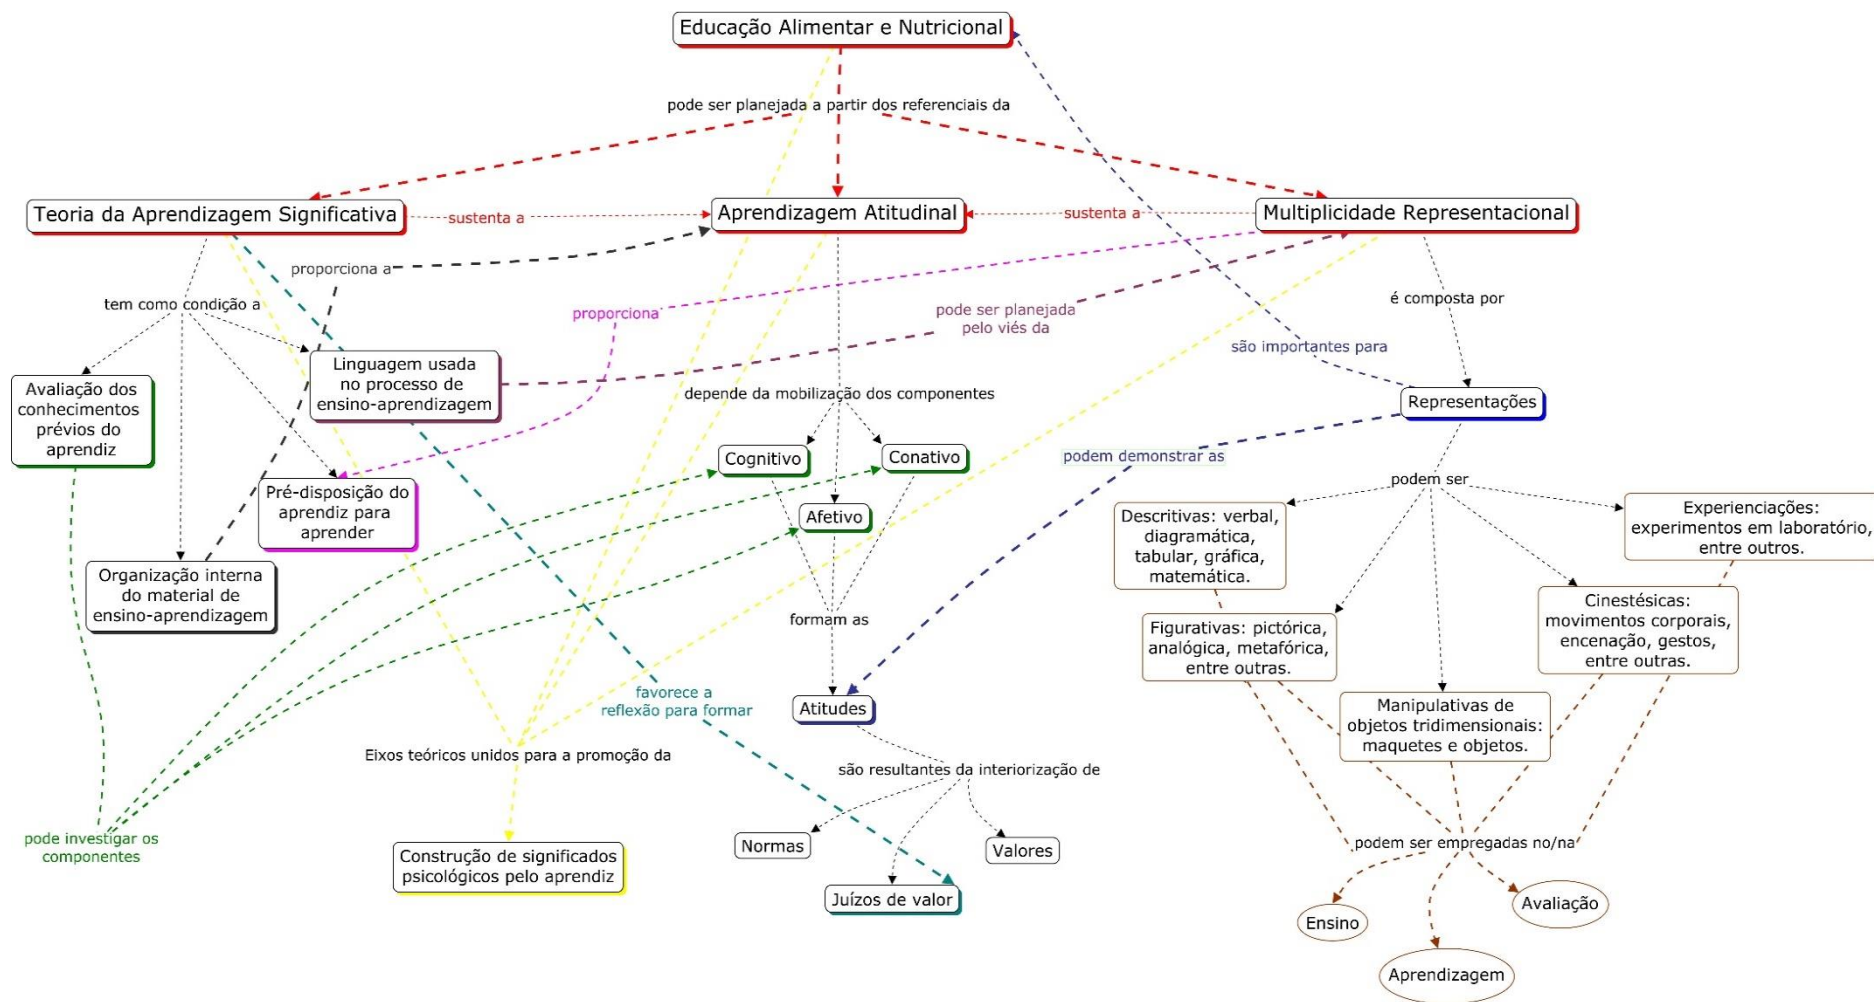 Educação Alimentar e Nutricional
pode ser planejada a partir dos referenciais da
Teoria da Aprendizagem Significativa
sustenta a
Aprendizagem Atitudinal
sustenta a
Multiplicidade Representacional
proporciona a
tem como condição a
proporciona
pode ser planejada
pelo viés da
é composta por
são importantes para
Avaliação dos
conhecimentos
prévios do
aprendiz
Linguagem usada
no processo de
ensino-aprendizagem
depende da mobilização dos componentes
Representações
Cognitivo
Conativo
podem demonstrar as
podem ser
Pré-disposição do
aprendiz para
aprender
Afetivo
Descritivas: verbal,
diagramática,
tabular, gráfica,
matemática.
Experienciações:
experimentos em laboratório,
entre outros.
Organização interna
do material de
ensino-aprendizagem
formam as
Figurativas: pictórica,
analógica, metafórica,
entre outras.
Cinestésicas:
movimentos corporais,
encenação, gestos,
entre outras.
favorece a
reflexão para formar
Atitudes
Manipulativas de
objetos tridimensionais:
maquetes e objetos.
Eixos teóricos unidos para a promoção da
são resultantes da interiorização de
pode investigar os
componentes
Normas
Valores
podem ser empregadas no/na
Construção de significados
psicológicos pelo aprendiz
Juízos de valor
Ensino
Avaliação
Aprendizagem